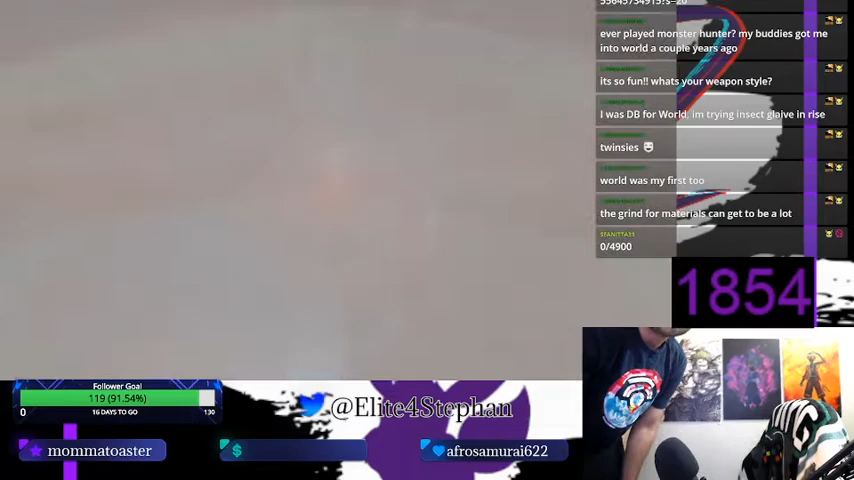 ever played monster hunter? my buddies got me
into world a couple years ago
its so fun!! whats your weapon style?
I was DB for World, im trying insect glaive in rise
twinsies
world was my first too
the grind for materials can get to be a lot
0/4900
1854
Follower Goal
119 (91.54%)
0
16 DAYS TO GO
130
@Elite4Stephan
mommatoaster
$
afrosamurai622